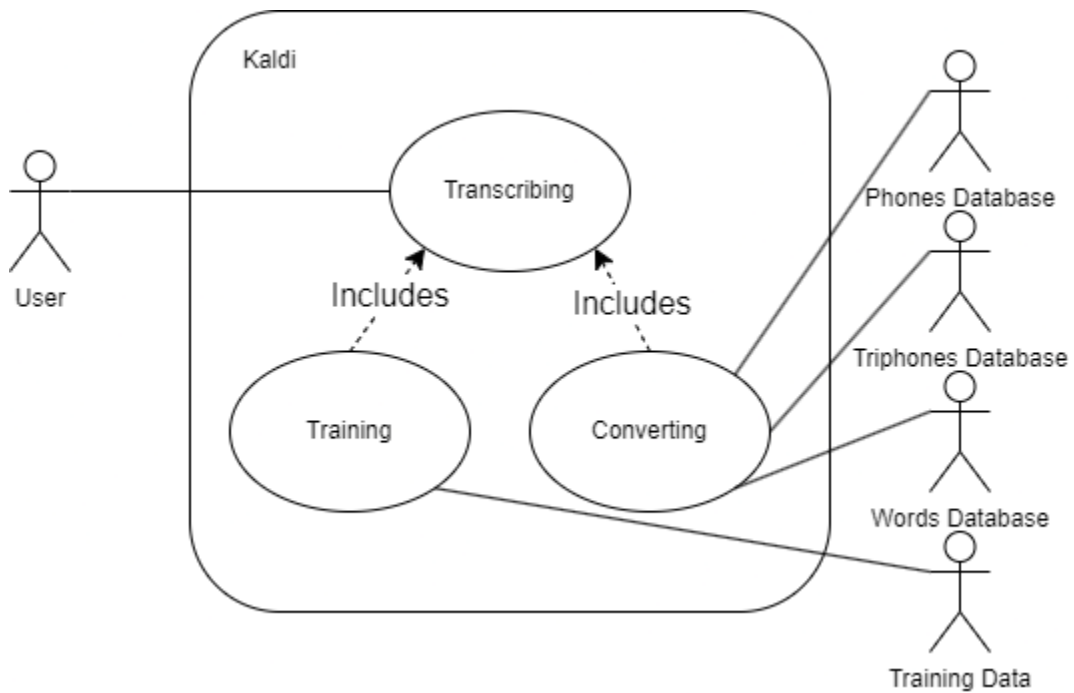 Kaldi
Transcribing
Phones Database
User
Includes
Includes
Triphones Database
Training
Converting
Words Database
Training Data